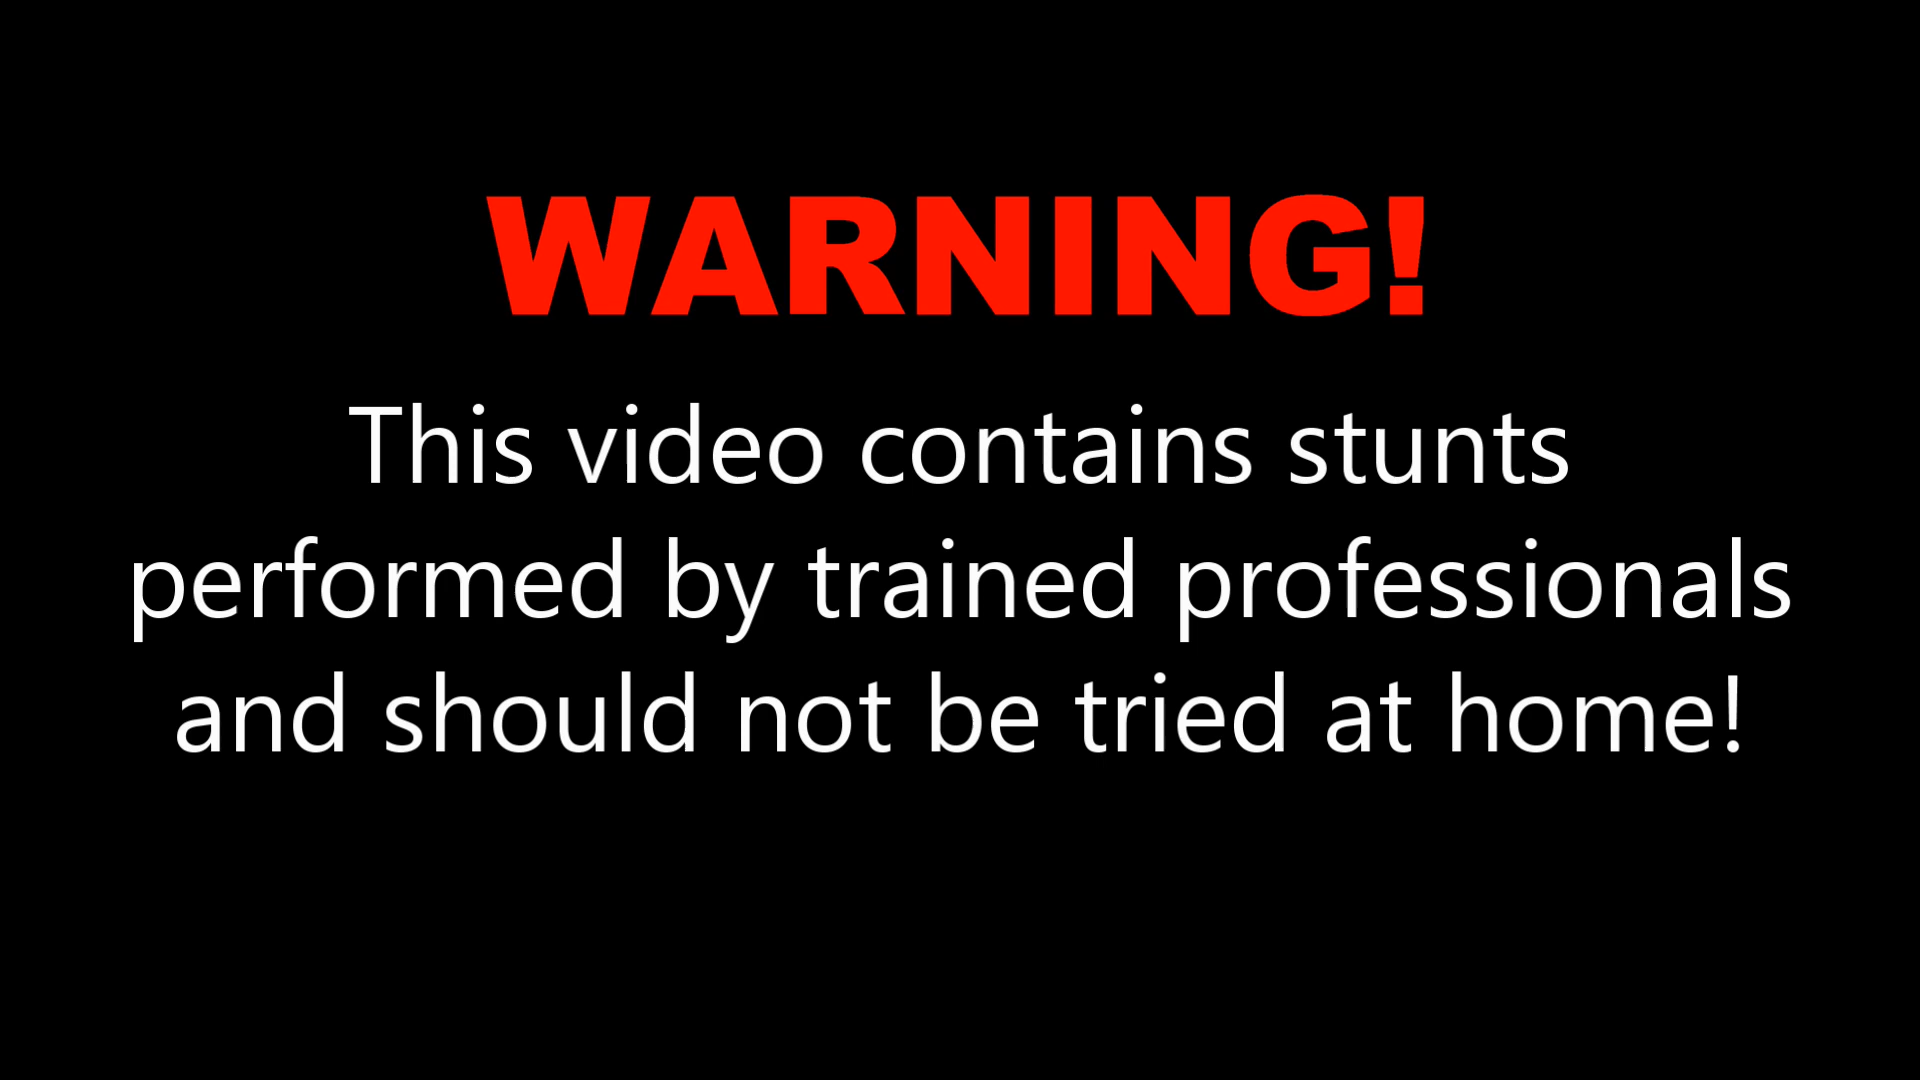 WARNING!
This video contains stunts
performed by trained professionals
and should not be tried at home!